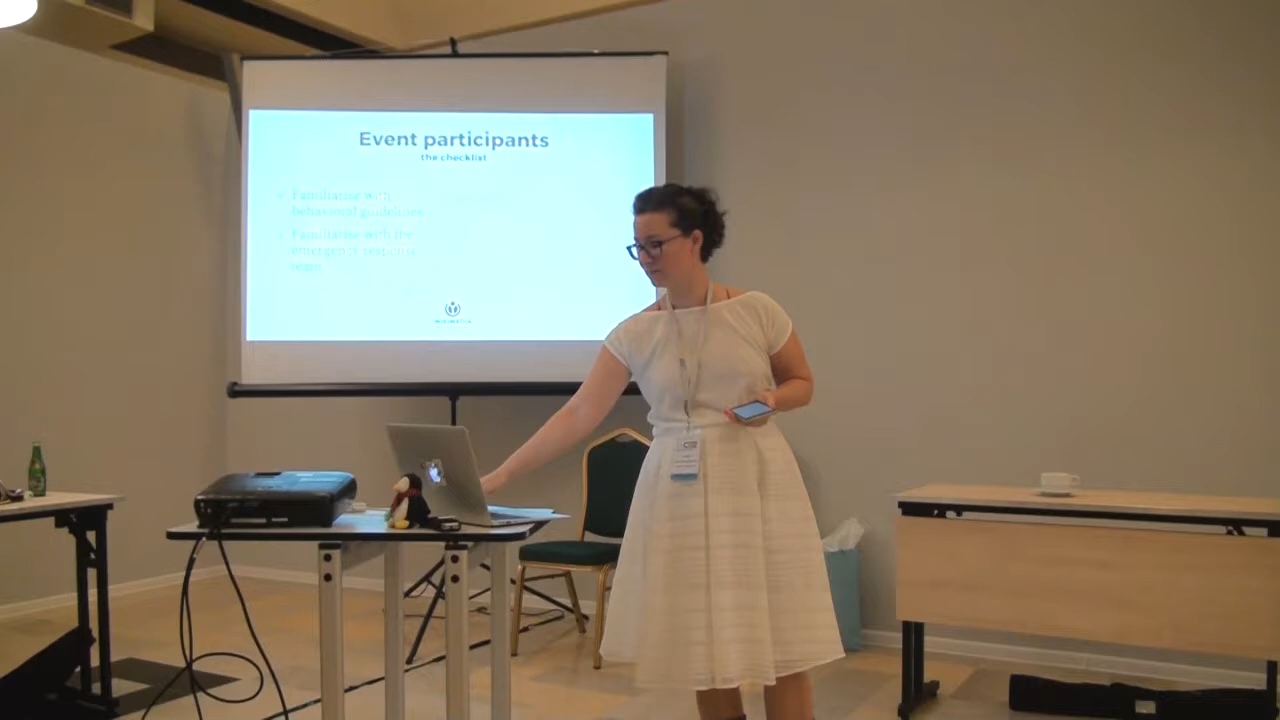 Event participants
the checklist
Familiarise with
behavioral guidelines
Familiarise with the
emergency response
team